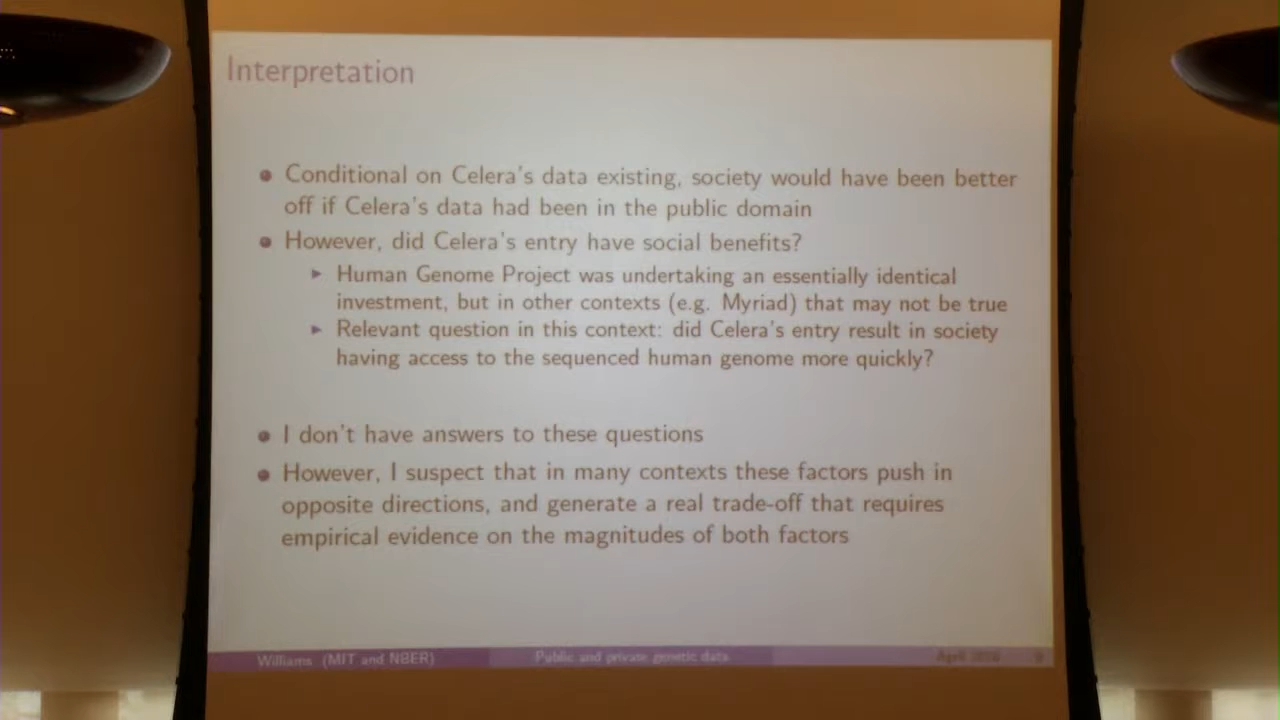 Interpretation
Conditional on Celera's data existing, society would have been better
off if Celera's data had been in the public domain
However, did Celera's entry have social benefits?
Human Genome Project was undertaking an essentially identical
investment, but in other contexts (e.g. Myriad) that may not be true
Relevant question in this context: did Celera's entry result in society
having access to the sequenced human genome more quickly?
I don't have answers to these questions
However, I suspect that in many contexts these factors push in
opposite directions, and generate a real trade-off that requires
empirical evidence on the magnitudes of both factors
Williams (MIT and NBER)
Public and private genetic data
April